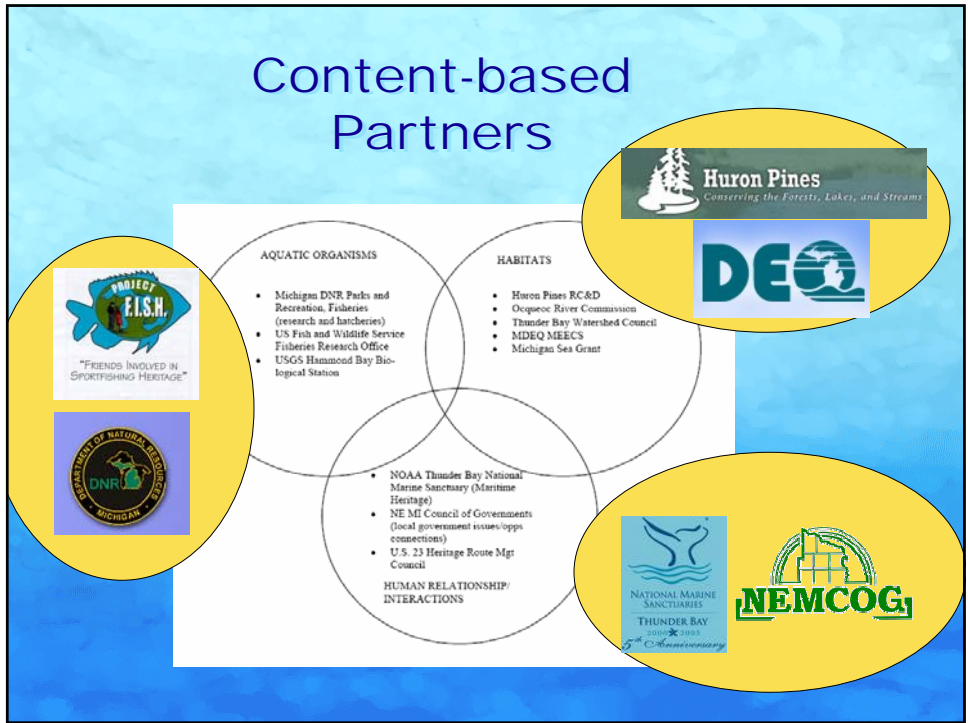 Content-based
Partners
Huron Pines
Conserving the Forests, Lakes, and Streams
DEQ
PROJECT
F.I.S.H.
"FRIENDS INVOLVED IN
SPORTFISHING HERITAGE"
DEPARTMENT OF NATURAL RESOURCES
DNR
MICHIGAN
AQUATIC ORGANISMS
• Michigan DNR Parks and
Recreation, Fisheries
(research and hatcheries)
• US Fish and Wildlife Service
Fisheries Research Office
• USGS Hammond Bay Bio-
logical Station
HABITATS
• Huron Pines RC&D
• Ocqueoc River Commission
• Thunder Bay Watershed Council
• MDEQ MEECS
• Michigan Sea Grant
• NOAA Thunder Bay National
Marine Sanctuary (Maritime
Heritage)
• NE MI Council of Governments
(local government issues/opps
connections)
• U.S. 23 Heritage Route Mgt
Council
HUMAN RELATIONSHIP/
INTERACTIONS
NATIONAL MARINE
SANCTUARIES
THUNDER BAY
2000 2005
5th Anniversary
NEMCOG